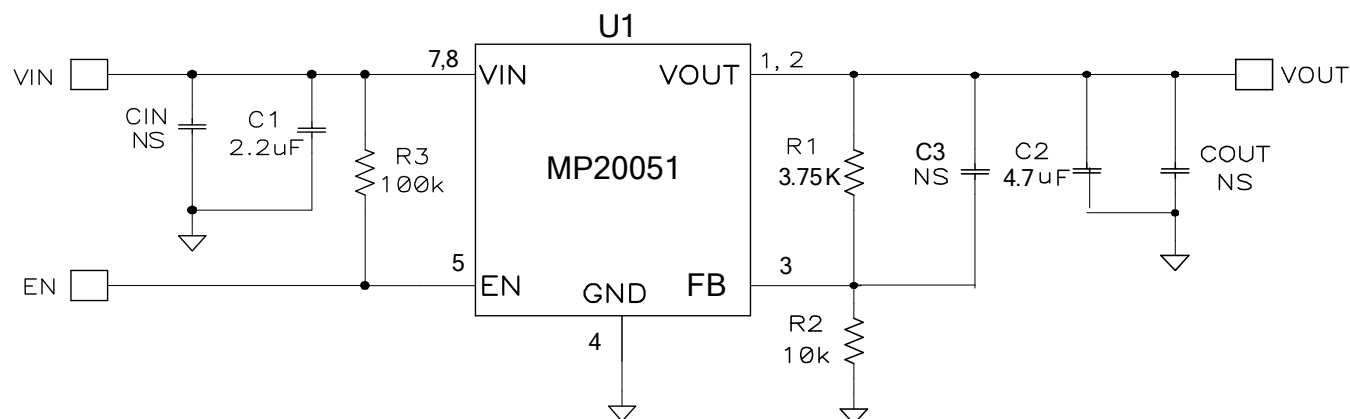 U1
VIN
7,8
VIN
VOUT
1, 2
VOUT
CIN
NS
C1
2.2uF
R3
100k
MP20051
R1
3.75K
C3
NS
C2
4.7uF
COUT
NS
EN
5
EN
GND
FB
3
4
R2
10k